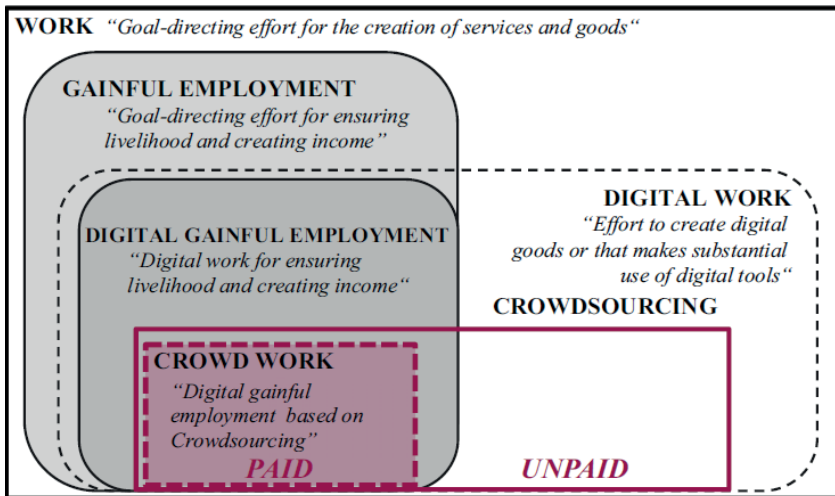 WORK “Goal-directing effort for the creation of services and goods“
GAINFUL EMPLOYMENT
“Goal-directing effort for ensuring
livelihood and creating income“
DIGITAL WORK
“Effort to create digital
goods or that makes substantial
use of digital tools“
DIGITAL GAINFUL EMPLOYMENT
“Digital work for ensuring
livelihood and creating income“
CROWDSOURCING
CROWD WORK
“Digital gainful
employment based on
Crowdsourcing”
PAID
UNPAID